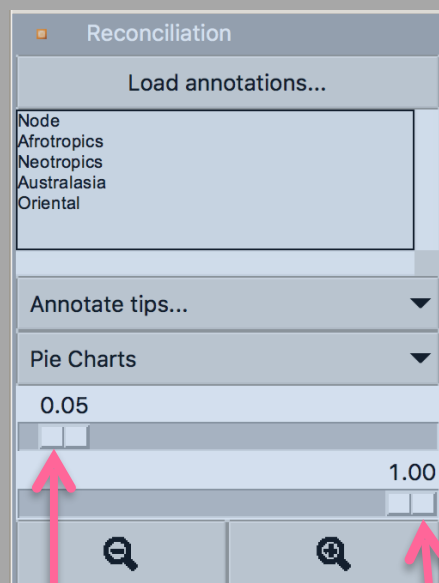 Reconciliation
Load annotations...
Node
Afrotropics
Neotropics
Australasia
Oriental
Annotate tips...
Pie Charts
0.05
1.00